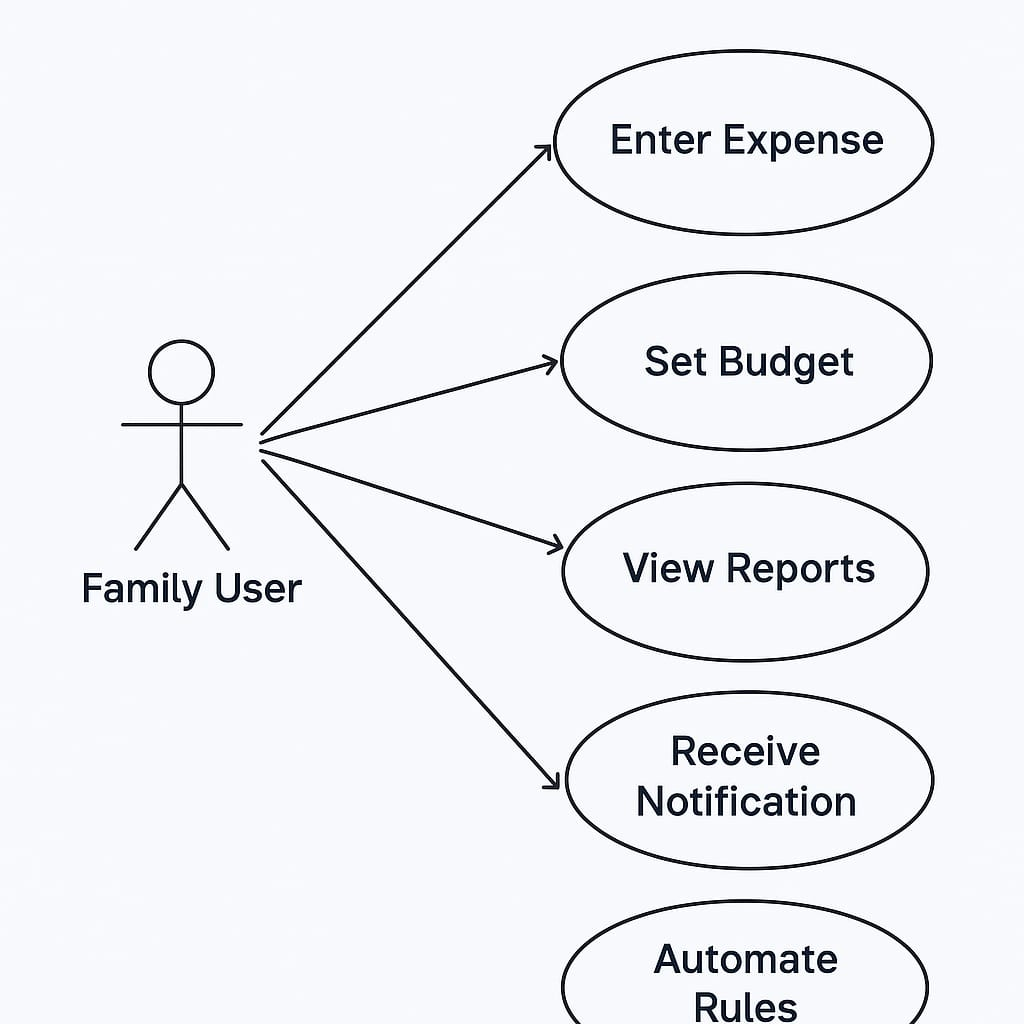 Enter Expense
Set Budget
Family User
View Reports
Receive
Notification
Automate
Rules